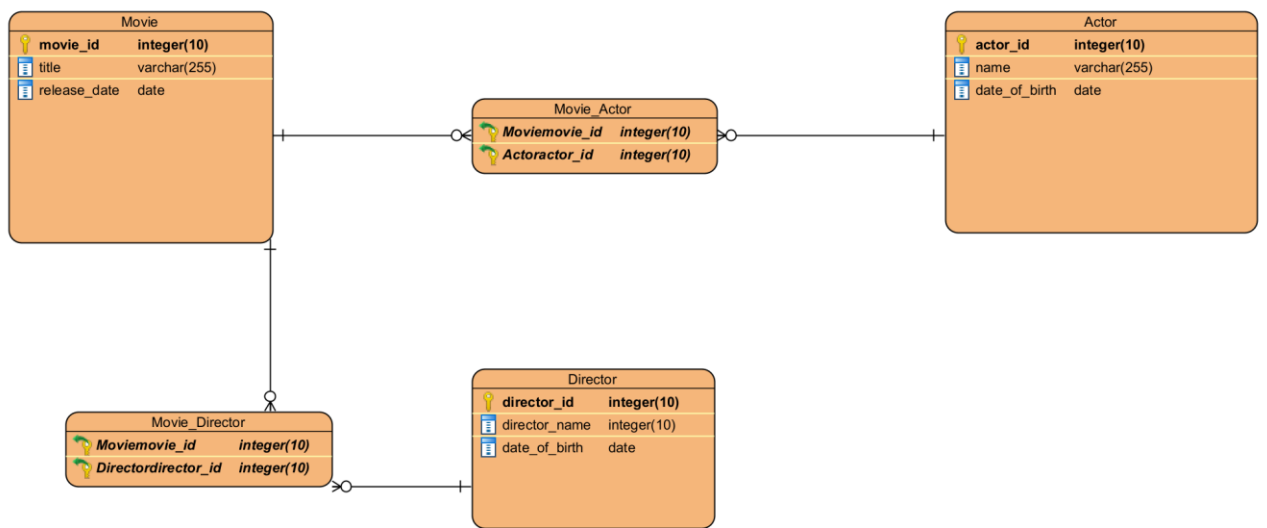 Movie
movie_id integer(10)
title varchar(255)
release_date date
Actor
actor_id integer(10)
name varchar(255)
date_of_birth date
Movie_Actor
Moviemovie_id integer(10)
Actoractor_id integer(10)
Director
director_id integer(10)
director_name integer(10)
date_of_birth date
Movie_Director
Moviemovie_id integer(10)
Directordirector_id integer(10)